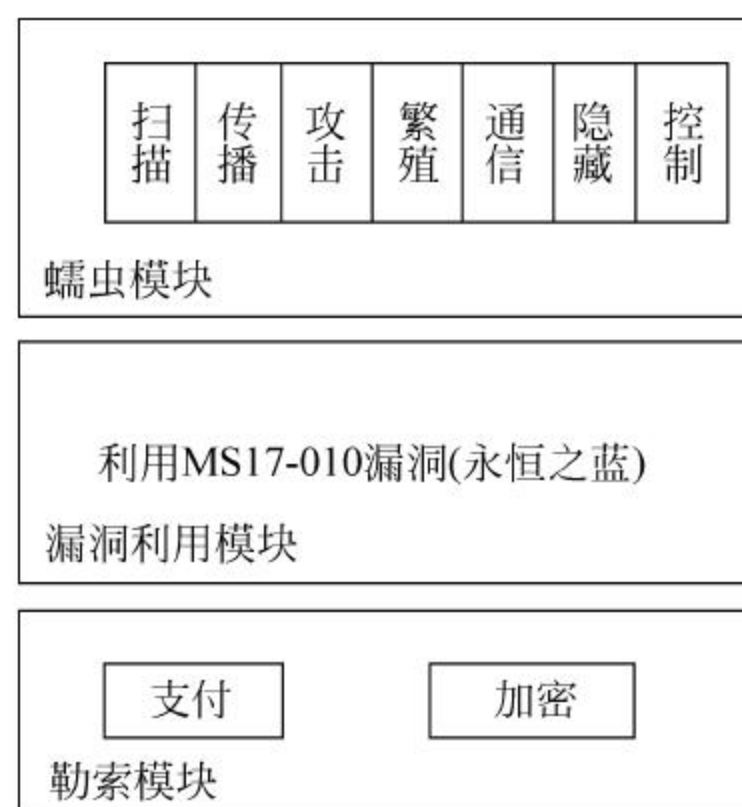 扫描 传播 攻击 繁殖 通信 隐藏 控制
蠕虫模块
利用MS17-010漏洞(永恒之蓝)
漏洞利用模块
支付 加密
勒索模块